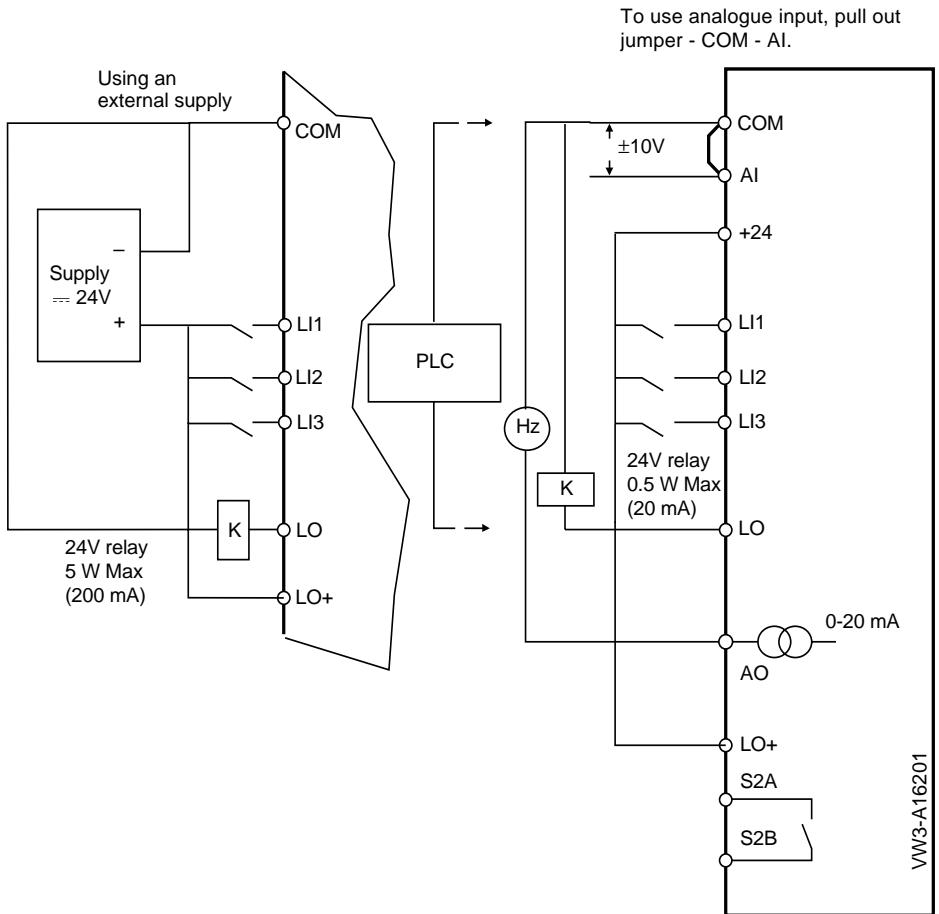 To use analogue input, pull out
jumper - COM - AI.
Using an
external supply
COM
–
Supply
⎓ 24V
+
LI1
LI2
LI3
K
LO
24V relay
5 W Max
(200 mA)
LO+
PLC
COM
±10V
AI
+24
LI1
LI2
LI3
Hz
24V relay
0.5 W Max
(20 mA)
K
LO
0-20 mA
AO
LO+
S2A
S2B
VW3-A16201